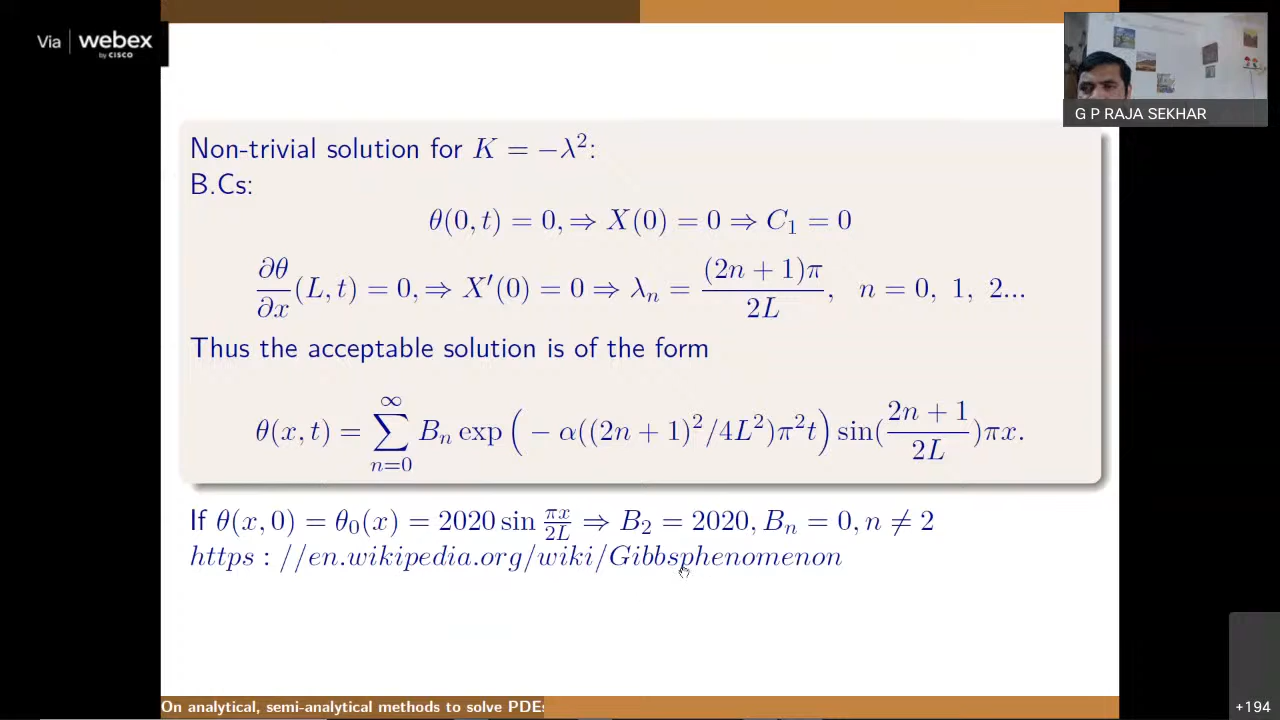 Via webex
by CISCO
G P RAJA SEKHAR
Non-trivial solution for K = −λ²:
B.Cs:
θ(0, t) = 0, ⇒ X(0) = 0 ⇒ C₁ = 0
∂θ/∂x (L, t) = 0, ⇒ X′(0) = 0 ⇒ λₙ = (2n + 1)π / 2L, n = 0, 1, 2...
Thus the acceptable solution is of the form
θ(x, t) = ∑_{n=0}^{∞} Bₙ exp ( − α((2n + 1)²/4L²)π²t ) sin( (2n + 1)/2L )πx.
If θ(x, 0) = θ₀(x) = 2020 sin πx/2L ⇒ B₂ = 2020, Bₙ = 0, n ≠ 2
https : //en.wikipedia.org/wiki/Gibbsphenomenon
On analytical, semi-analytical methods to solve PDEs
+194